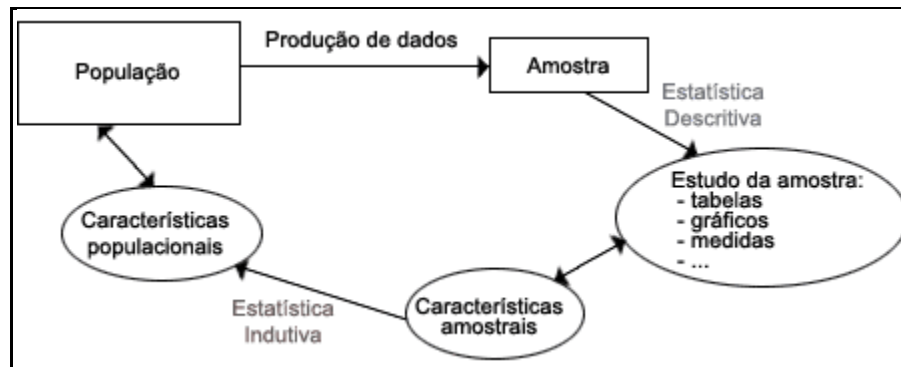 População
Produção de dados
Amostra
Estatística
Descritiva
Estudo da amostra:
- tabelas
- gráficos
- medidas
- ...
Características
amostrais
Estatística
Indutiva
Características
populacionais